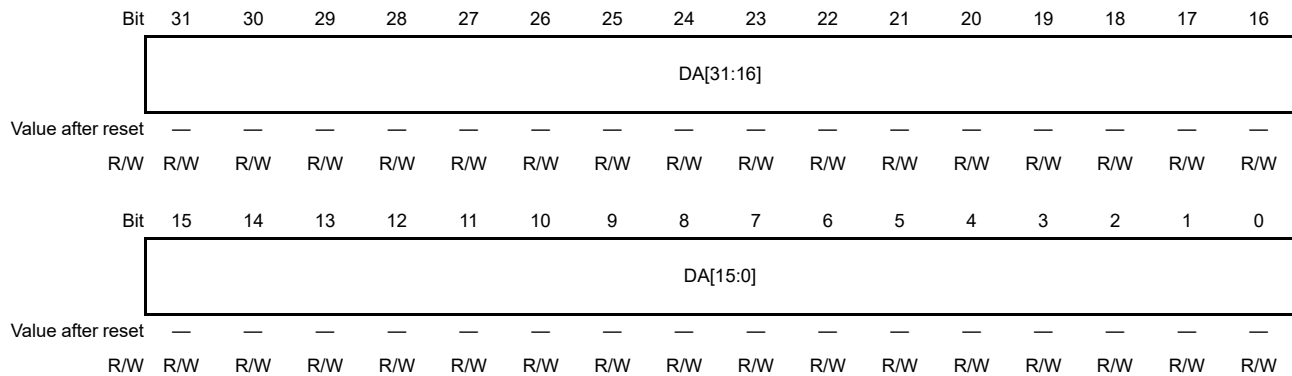 Bit 31 30 29 28 27 26 25 24 23 22 21 20 19 18 17 16
DA[31:16]
Value after reset — — — — — — — — — — — — — — — —
R/W R/W R/W R/W R/W R/W R/W R/W R/W R/W R/W R/W R/W R/W R/W R/W R/W
Bit 15 14 13 12 11 10 9 8 7 6 5 4 3 2 1 0
DA[15:0]
Value after reset — — — — — — — — — — — — — — — —
R/W R/W R/W R/W R/W R/W R/W R/W R/W R/W R/W R/W R/W R/W R/W R/W R/W